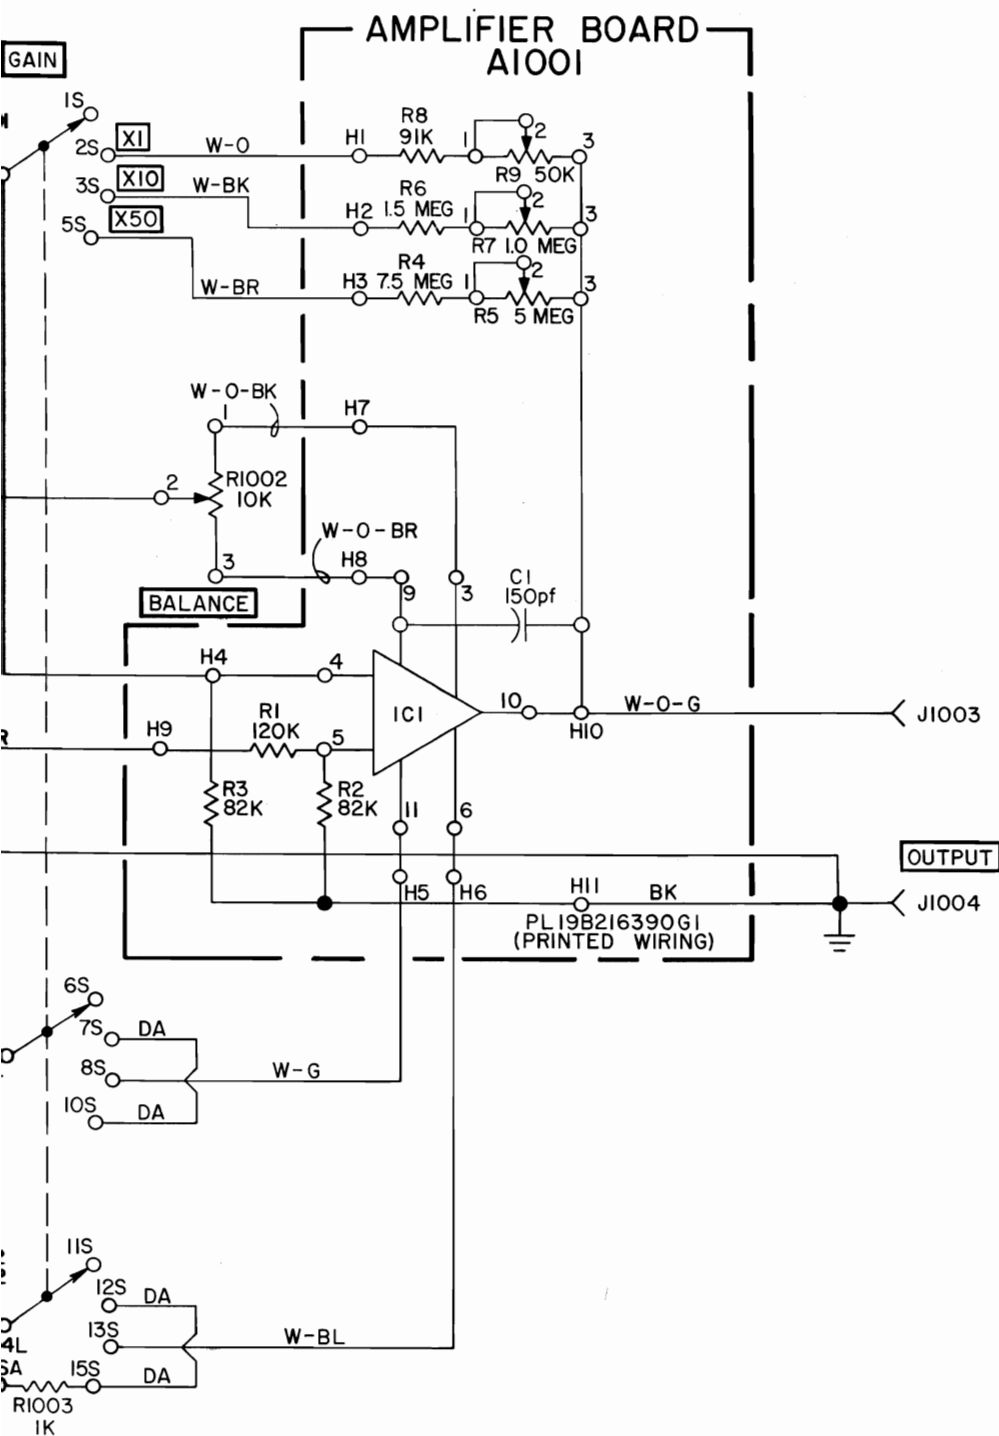 AMPLIFIER BOARD
A1001
GAIN
1S
2S X1 W-O H1 R8 91K 1 2 3
R9 50K
3S X10 W-BK H2 R6 1.5 MEG 1 2 3
R7 1.0 MEG
5S X50 W-BR H3 R4 7.5 MEG 1 2 3
R5 5 MEG
W-O-BK
1 H7
2 R1002
10K
W-O-BR
3 H8 9 3
C1
150pf
BALANCE
H4 4
IC1 10 H10 W-O-G J1003
H9 R1 120K 5
R3
82K
R2
82K
11 6
OUTPUT
H5 H6 H11 BK J1004
PL19B216390G1
(PRINTED WIRING)
6S
7S DA
8S W-G
10S DA
11S
12S DA
13S W-BL
4L
SA 15S DA
R1003
1K